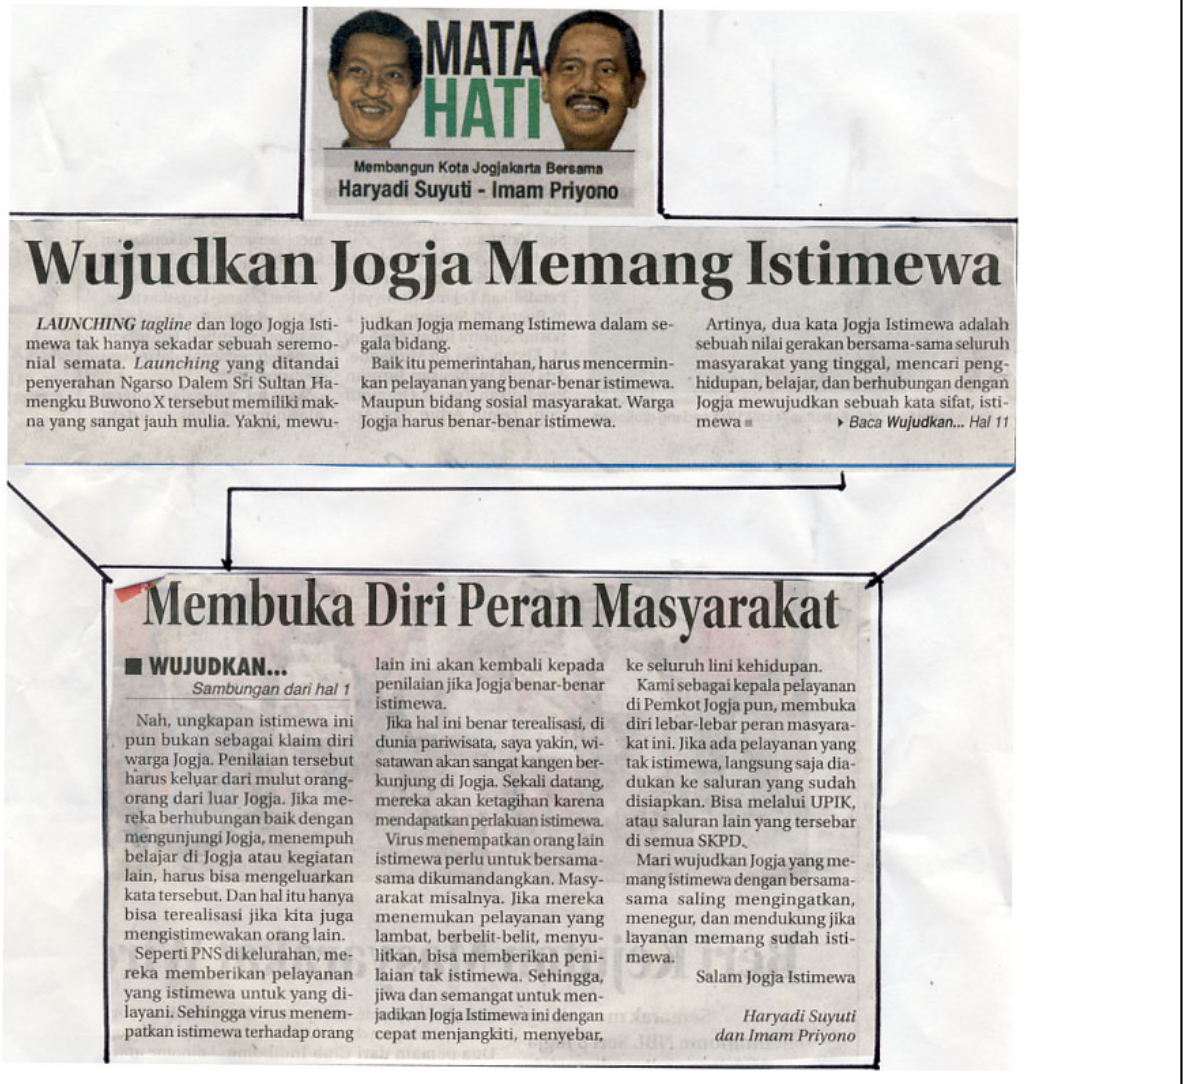 MATA
HATI
Membangun Kota Jogjakarta Bersama
Haryadi Suyuti - Imam Priyono
Wujudkan Jogja Memang Istimewa
LAUNCHING tagline dan logo Jogja Isti-
mewa tak hanya sekadar sebuah seremo-
nial semata. Launching yang ditandai
penyerahan Ngarso Dalem Sri Sultan Ha-
mengku Buwono X tersebut memiliki mak-
na yang sangat jauh mulia. Yakni, mewu-
judkan Jogja memang Istimewa dalam se-
gala bidang.
Baik itu pemerintahan, harus mencermin-
kan pelayanan yang benar-benar istimewa.
Maupun bidang sosial masyarakat. Warga
Jogja harus benar-benar istimewa.
Artinya, dua kata Jogja Istimewa adalah
sebuah nilai gerakan bersama-sama seluruh
masyarakat yang tinggal, mencari peng-
hidupan, belajar, dan berhubungan dengan
Jogja mewujudkan sebuah kata sifat, isti-
mewa ■
▸ Baca Wujudkan... Hal 11
Membuka Diri Peran Masyarakat
■ WUJUDKAN...
Sambungan dari hal 1
Nah, ungkapan istimewa ini
pun bukan sebagai klaim diri
warga Jogja. Penilaian tersebut
harus keluar dari mulut orang-
orang dari luar Jogja. Jika me-
reka berhubungan baik dengan
mengunjungi Jogja, menempuh
belajar di Jogja atau kegiatan
lain, harus bisa mengeluarkan
kata tersebut. Dan hal itu hanya
bisa terealisasi jika kita juga
mengistimewakan orang lain.
Seperti PNS di kelurahan, me-
reka memberikan pelayanan
yang istimewa untuk yang di-
layani. Sehingga virus menem-
patkan istimewa terhadap orang
lain ini akan kembali kepada
penilaian jika Jogja benar-benar
istimewa.
Jika hal ini benar terealisasi, di
dunia pariwisata, saya yakin, wi-
satawan akan sangat kangen ber-
kunjung di Jogja. Sekali datang,
mereka akan ketagihan karena
mendapatkan perlakuan istimewa.
Virus menempatkan orang lain
istimewa perlu untuk bersama-
sama dikumandangkan. Masy-
arakat misalnya. Jika mereka
menemukan pelayanan yang
lambat, berbelit-belit, menyu-
litkan, bisa memberikan peni-
laian tak istimewa. Sehingga,
jiwa dan semangat untuk men-
jadikan Jogja Istimewa ini dengan
cepat menjangkiti, menyebar,
ke seluruh lini kehidupan.
Kami sebagai kepala pelayanan
di Pemkot Jogja pun, membuka
diri lebar-lebar peran masyara-
kat ini. Jika ada pelayanan yang
tak istimewa, langsung saja dia-
dukan ke saluran yang sudah
disiapkan. Bisa melalui UPIK,
atau saluran lain yang tersebar
di semua SKPD.
Mari wujudkan Jogja yang me-
mang istimewa dengan bersama-
sama saling mengingatkan,
menegur, dan mendukung jika
layanan memang sudah isti-
mewa.
Salam Jogja Istimewa
Haryadi Suyuti
dan Imam Priyono